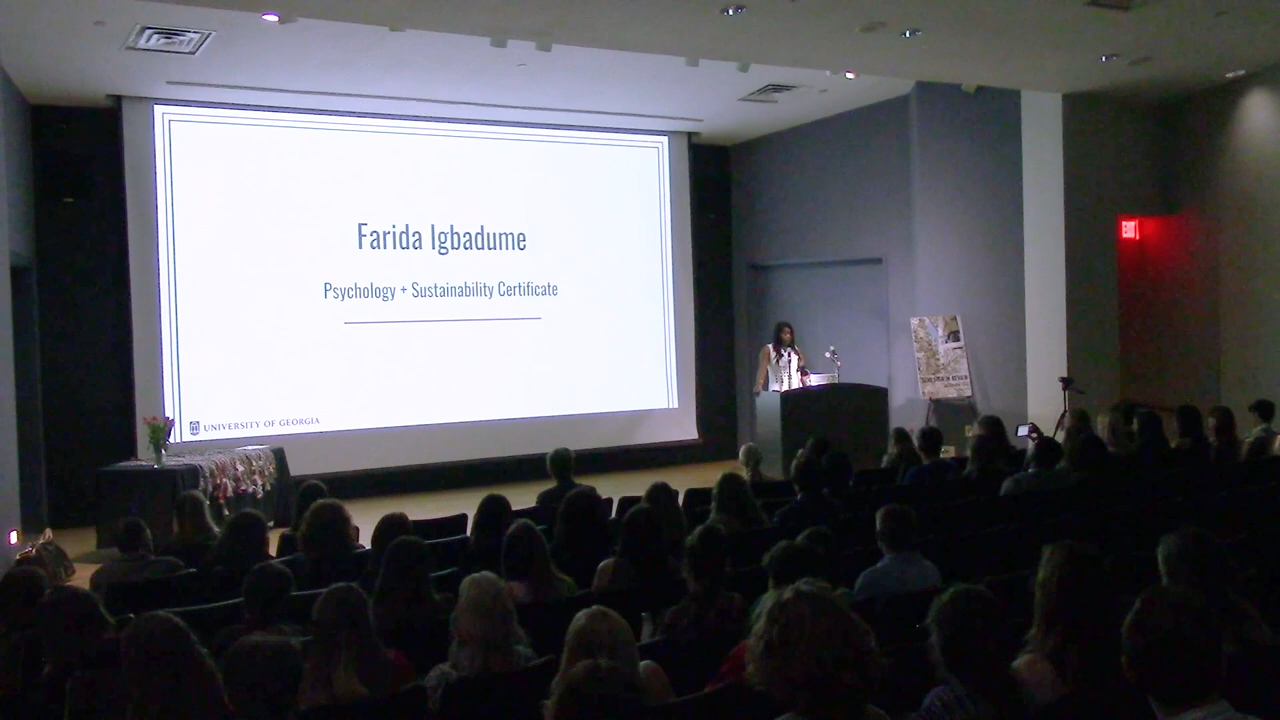 Farida Igbadume
Psychology + Sustainability Certificate
UNIVERSITY OF GEORGIA
EXIT